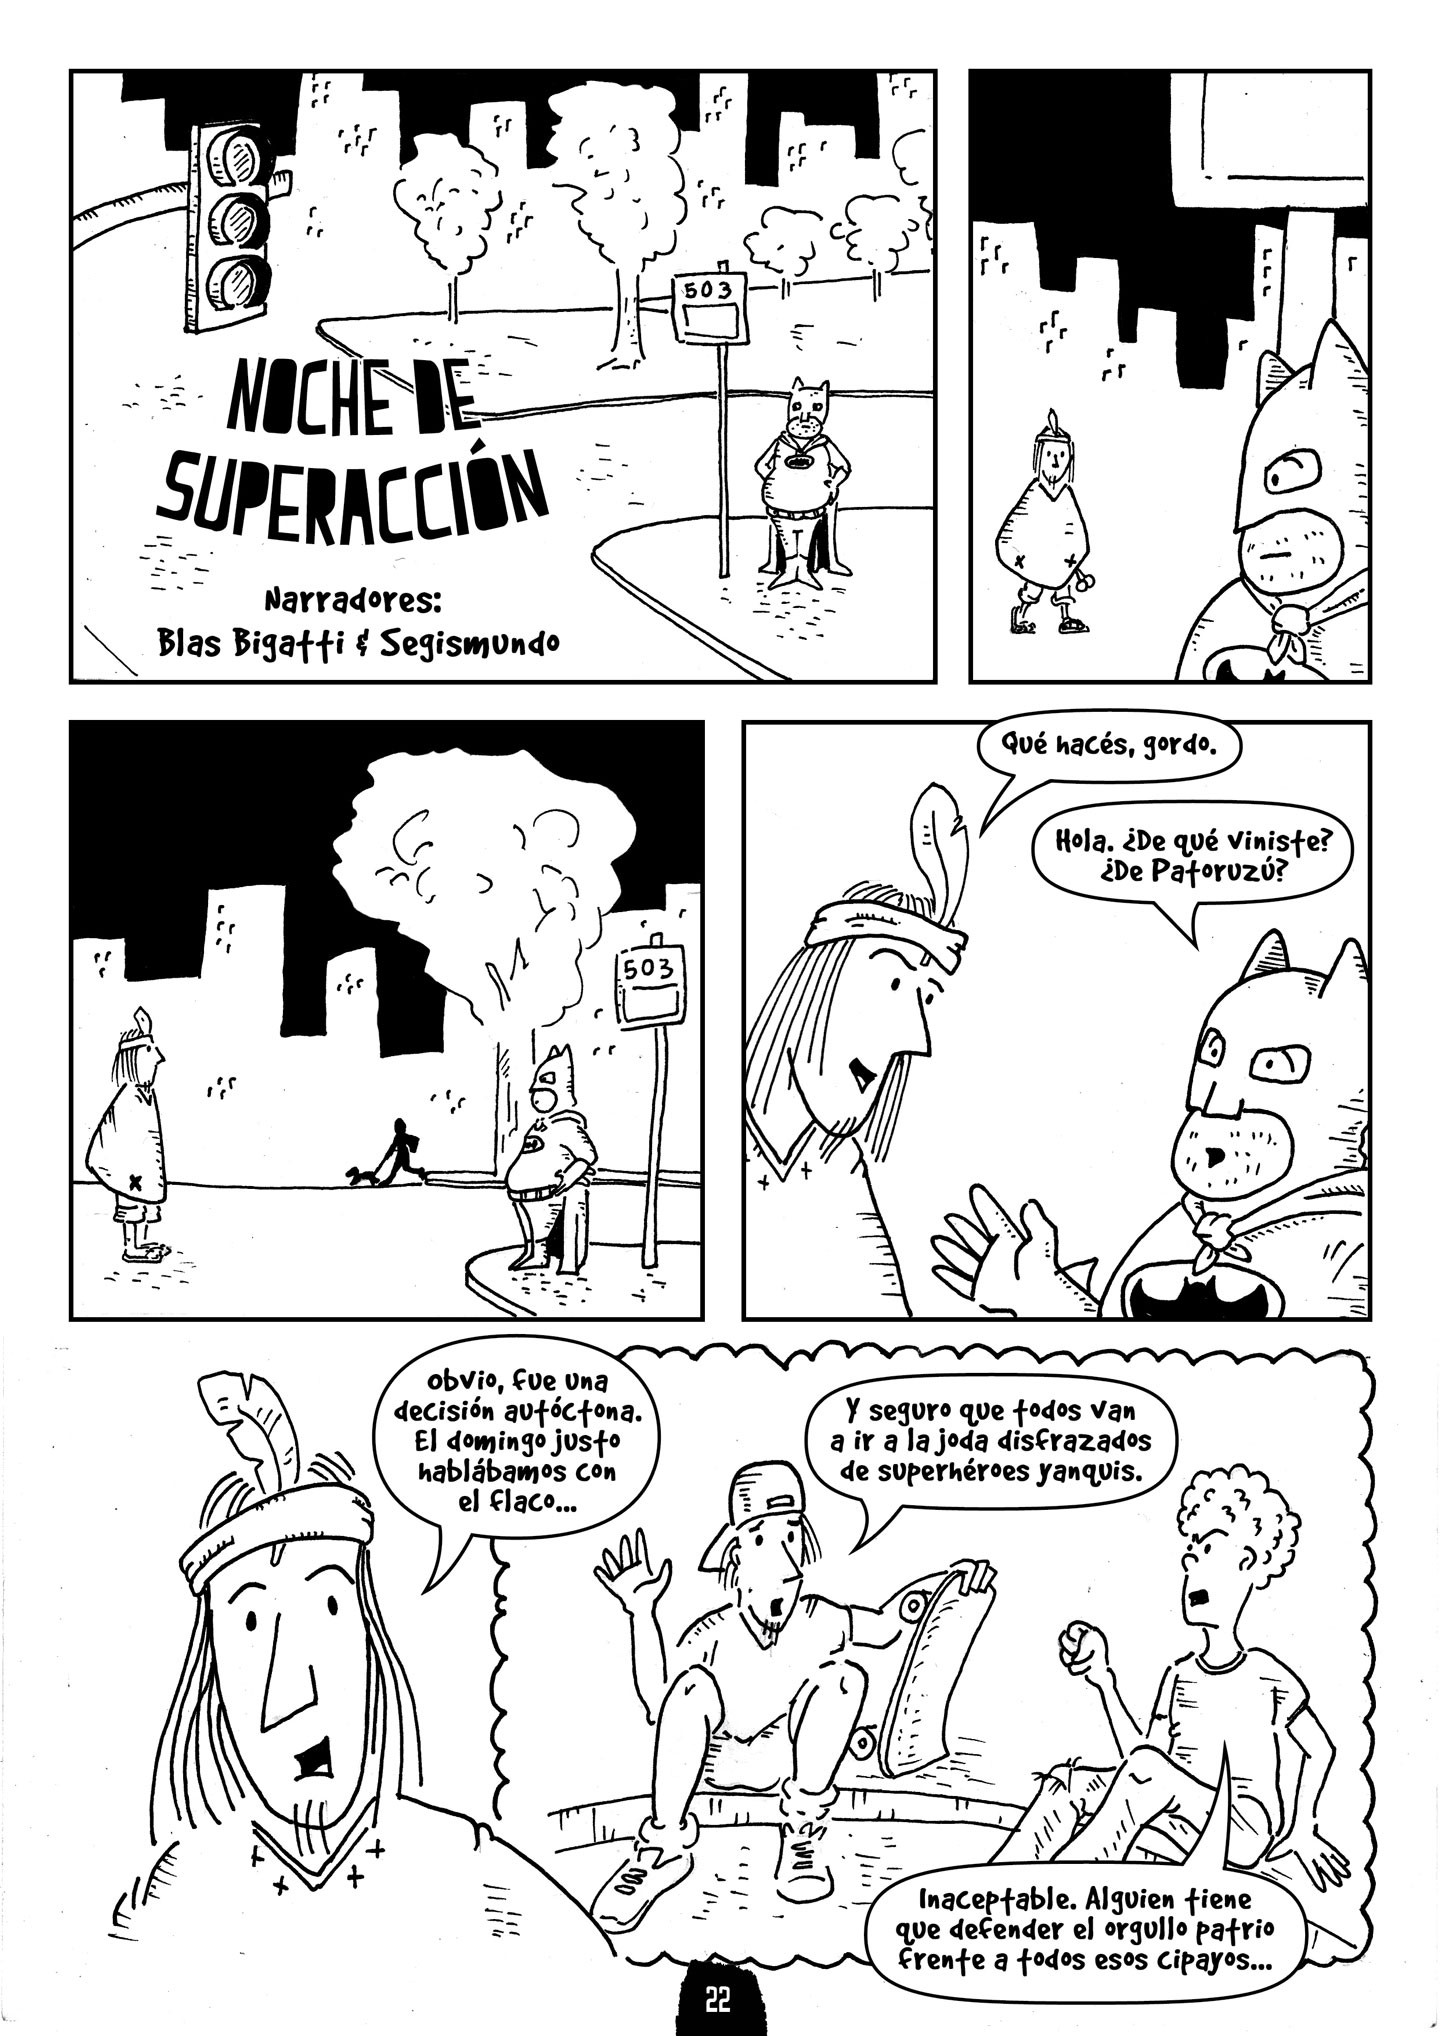 503
NOCHE DE
SUPERACCIÓN
Narradores:
Blas Bigatti & Segismundo
503
Qué hacés, gordo.
Hola. ¿De qué viniste?
¿De Patoruzú?
Obvio, fue una
decisión autóctona.
El domingo justo
hablábamos con
el flaco...
Y seguro que todos van
a ir a la joda disfrazados
de superhéroes yanquis.
Inaceptable. Alguien tiene
que defender el orgullo patrio
frente a todos esos cipayos...
22